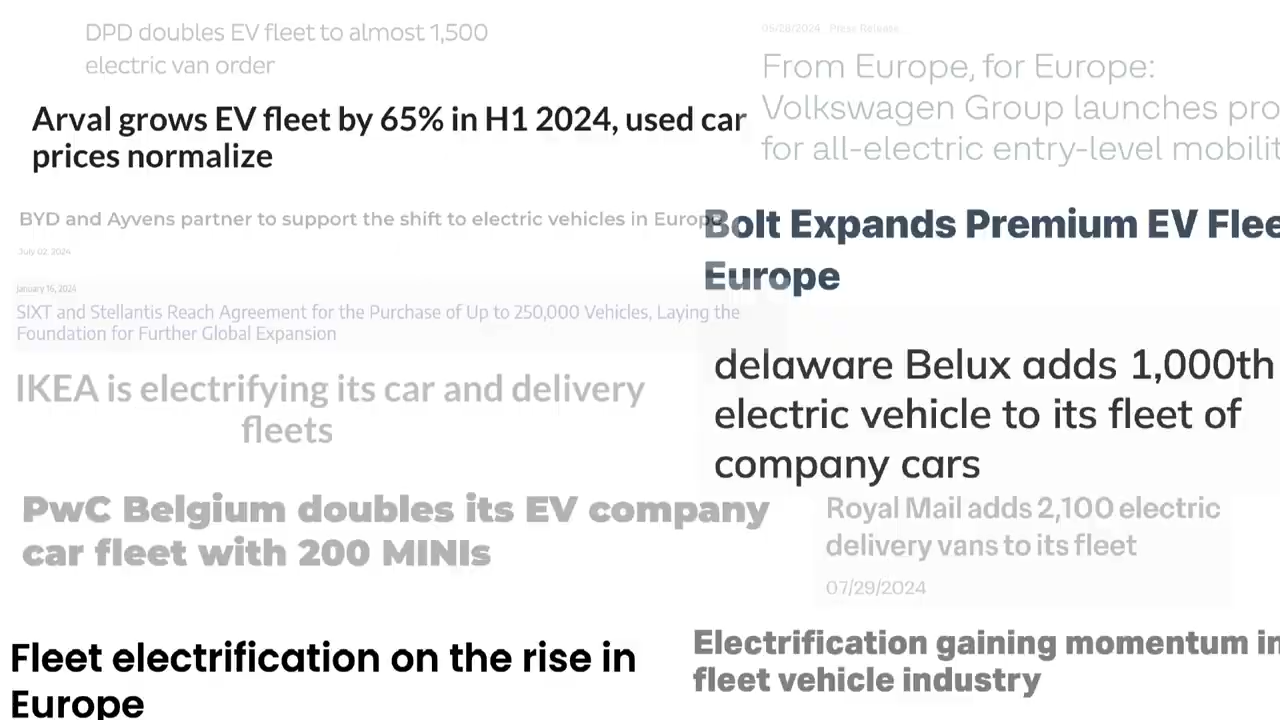 DPD doubles EV fleet to almost 1,500
electric van order
Arval grows EV fleet by 65% in H1 2024, used car
prices normalize
BYD and Ayvens partner to support the shift to electric vehicles in Europe
July 02, 2024
January 16, 2024
SIXT and Stellantis Reach Agreement for the Purchase of Up to 250,000 Vehicles, Laying the
Foundation for Further Global Expansion
IKEA is electrifying its car and delivery
fleets
PwC Belgium doubles its EV company
car fleet with 200 MINIs
Fleet electrification on the rise in
Europe
05/28/2024 Press Release
From Europe, for Europe:
Volkswagen Group launches pro
for all-electric entry-level mobilit
Bolt Expands Premium EV Flee
Europe
delaware Belux adds 1,000th
electric vehicle to its fleet of
company cars
Royal Mail adds 2,100 electric
delivery vans to its fleet
07/29/2024
Electrification gaining momentum in
fleet vehicle industry